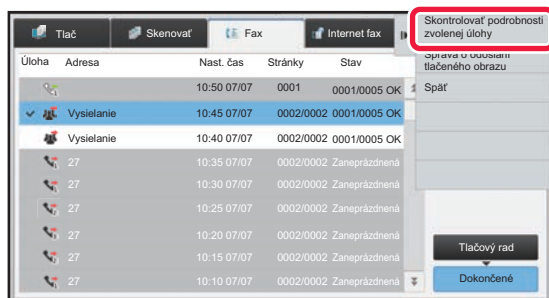 Tlač
Skenovať
Fax
Internet fax
Skontrolovať podrobnosti
zvolenej úlohy
Správa o odoslaní
tlačeného obrazu
Späť
Úloha Adresa Nast. čas Stránky Stav
10:50 07/07 0001 0001/0005 OK
Vysielanie 10:45 07/07 0002/0002 0001/0005 OK
Vysielanie 10:40 07/07 0002/0002 0001/0005 OK
27 10:35 07/07 0002/0002 Zaneprázdnená
27 10:30 07/07 0002/0002 Zaneprázdnená
27 10:25 07/07 0002/0002 Zaneprázdnená
27 10:20 07/07 0002/0002 Zaneprázdnená
27 10:15 07/07 0002/0002 Zaneprázdnená
27 10:10 07/07 0002/0002 Zaneprázdnená
Tlačový rad
Dokončené